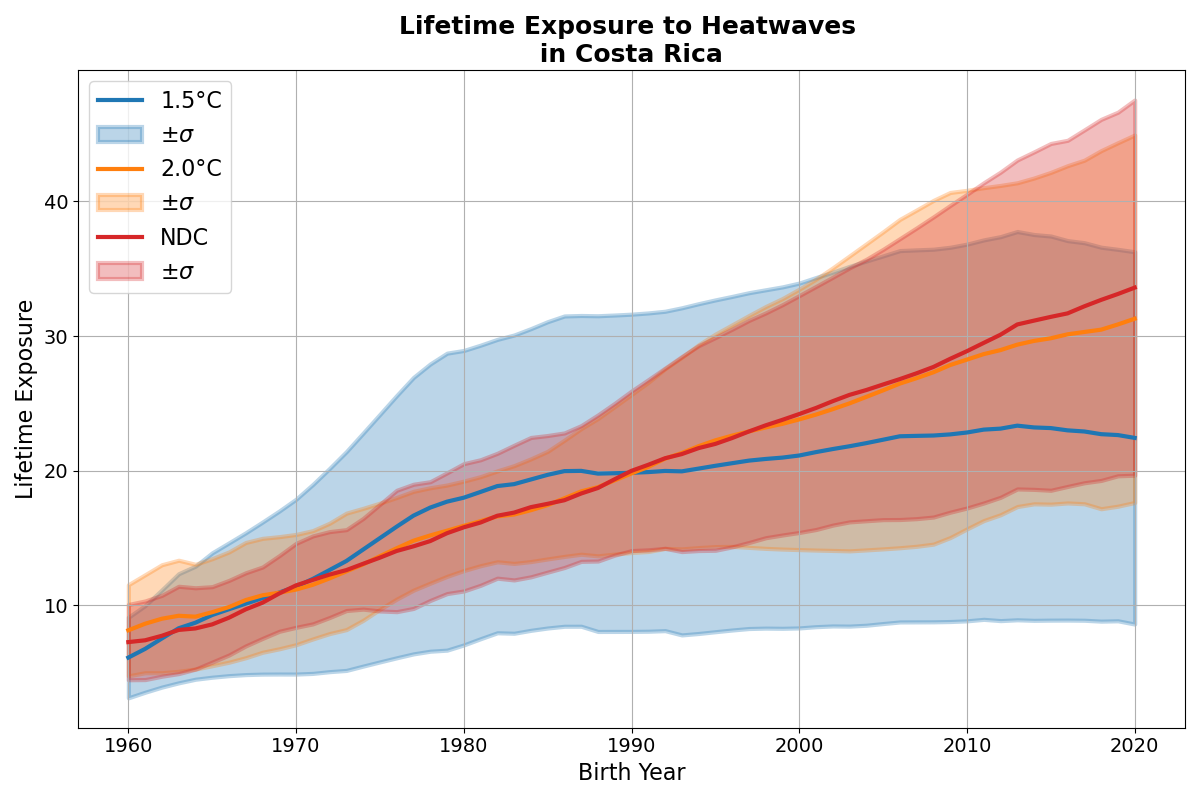 Lifetime Exposure to Heatwaves
in Costa Rica
1.5°C
±σ
2.0°C
±σ
NDC
±σ
Lifetime Exposure
40
30
20
10
1960 1970 1980 1990 2000 2010 2020
Birth Year